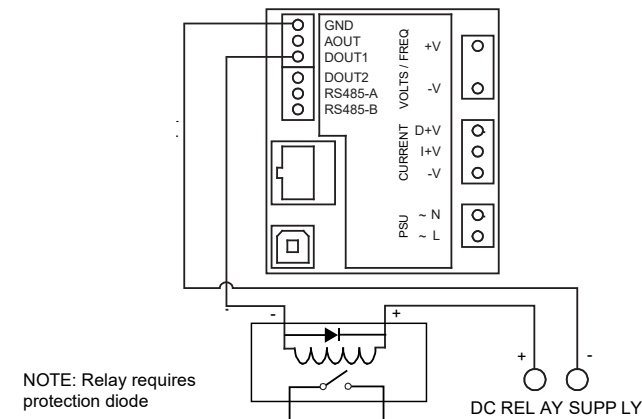 GND
AOUT
DOUT1
DOUT2
RS485-A
RS485-B
VOLTS / FREQ
+V
-V
CURRENT
D+V
I+V
-V
PSU
~ N
~ L
-
+
+
-
NOTE: Relay requires
protection diode
DC REL AY SUPP LY